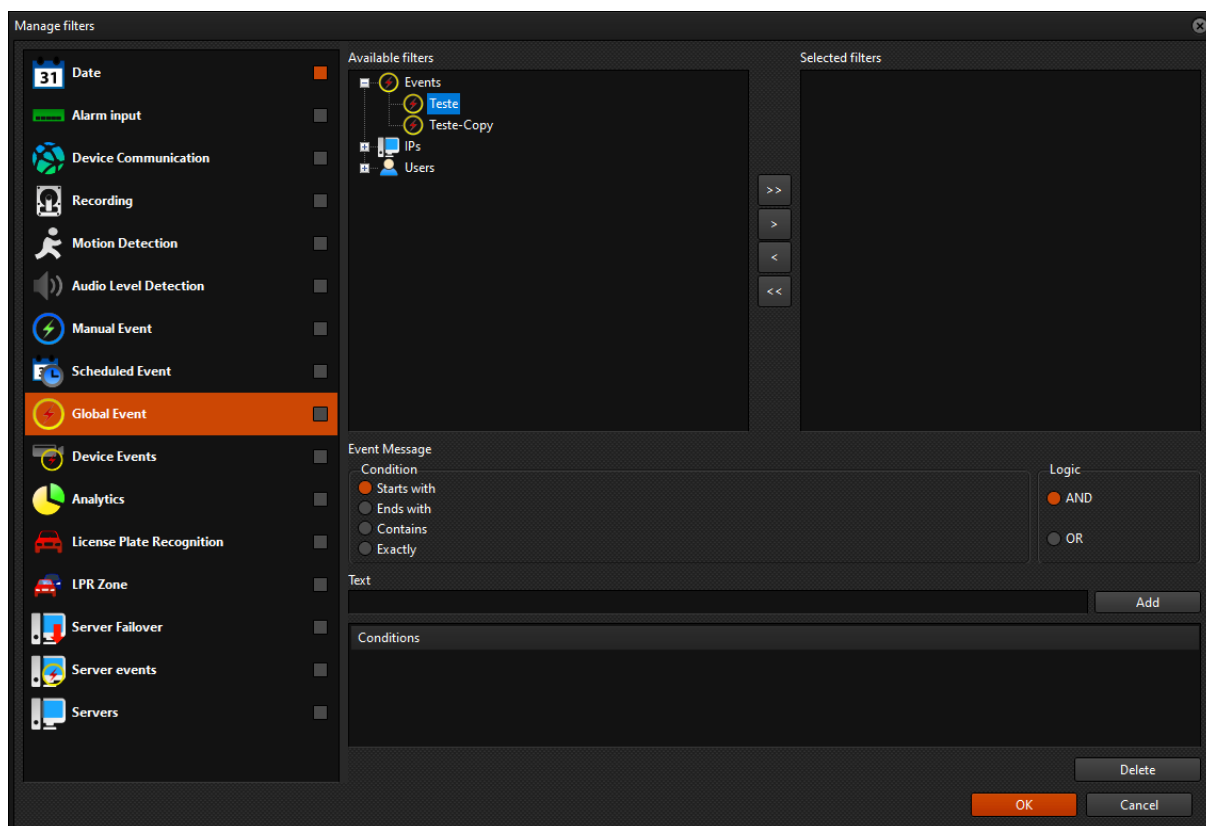 Manage filters
31 Date
Alarm input
Device Communication
Recording
Motion Detection
Audio Level Detection
Manual Event
Scheduled Event
Global Event
Device Events
Analytics
License Plate Recognition
LPR Zone
Server Failover
Server events
Servers
Available filters
Events
Teste
Teste-Copy
IPs
Users
>>
>
<
<<
Selected filters
Event Message
Condition
Starts with
Ends with
Contains
Exactly
Logic
AND
OR
Text
Add
Conditions
Delete
OK Cancel